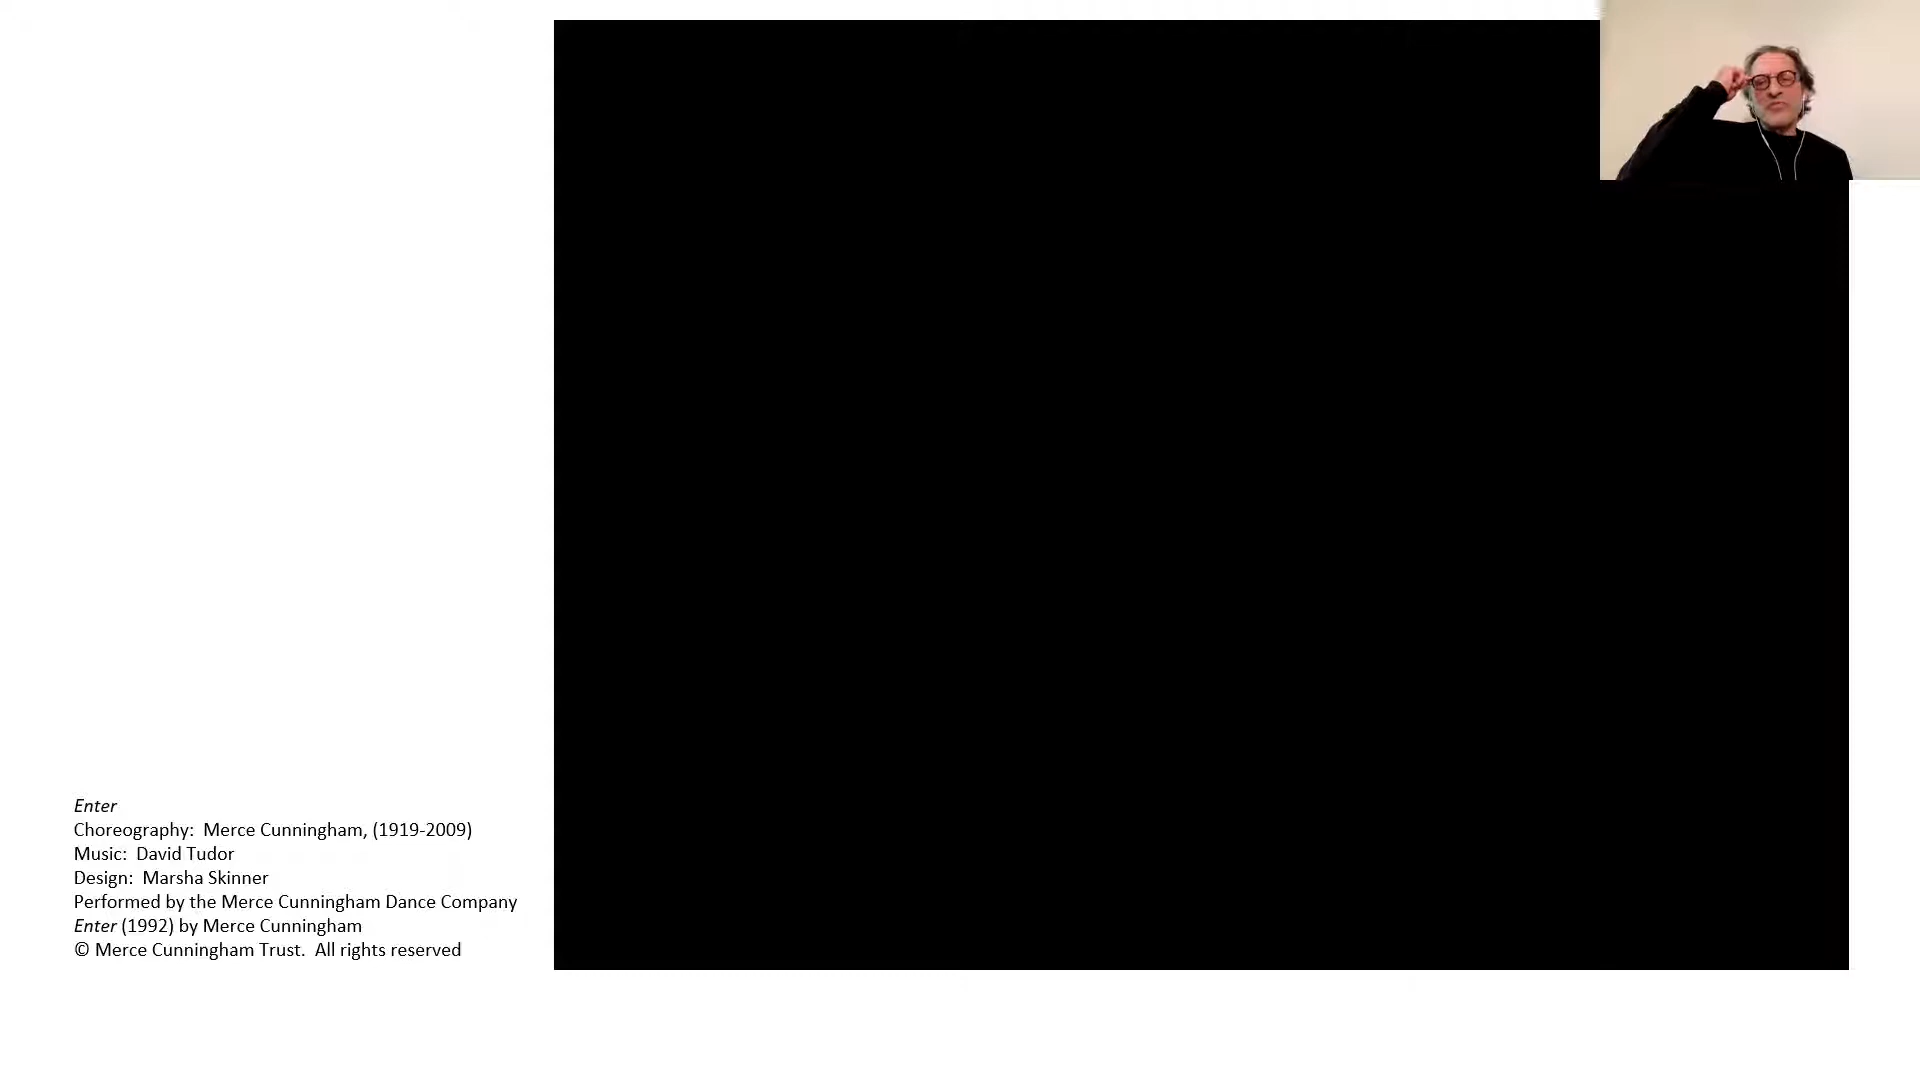 Enter
Choreography:  Merce Cunningham, (1919-2009)
Music:  David Tudor
Design:  Marsha Skinner
Performed by the Merce Cunningham Dance Company
Enter (1992) by Merce Cunningham
© Merce Cunningham Trust.  All rights reserved